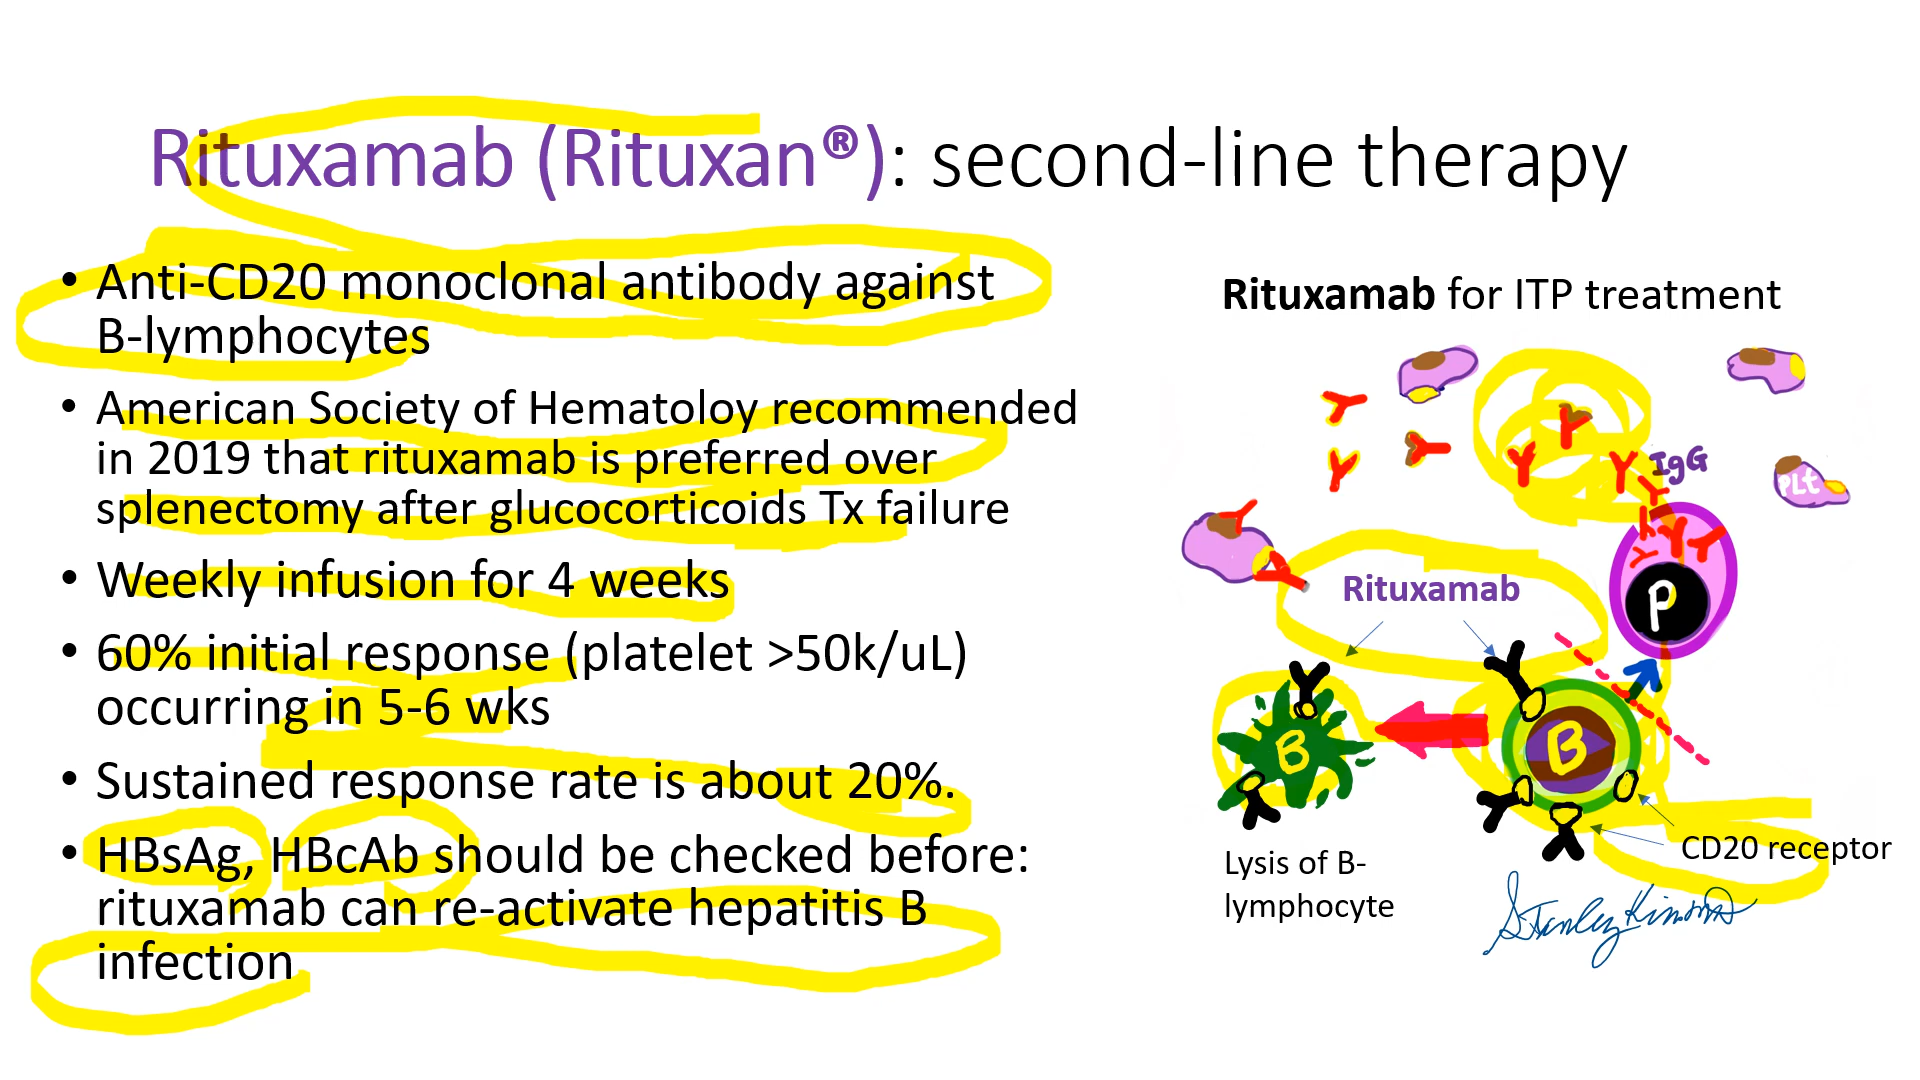 Rituxamab (Rituxan®): second-line therapy
• Anti-CD20 monoclonal antibody against
B-lymphocytes
• American Society of Hematoloy recommended
in 2019 that rituxamab is preferred over
splenectomy after glucocorticoids Tx failure
• Weekly infusion for 4 weeks
• 60% initial response (platelet >50k/uL)
occurring in 5-6 wks
• Sustained response rate is about 20%.
• HBsAg, HBcAb should be checked before:
rituxamab can re-activate hepatitis B
infection
Rituxamab for ITP treatment
IgG
PLt
Rituxamab
P
B
B
CD20 receptor
Lysis of B-
lymphocyte
Stanley